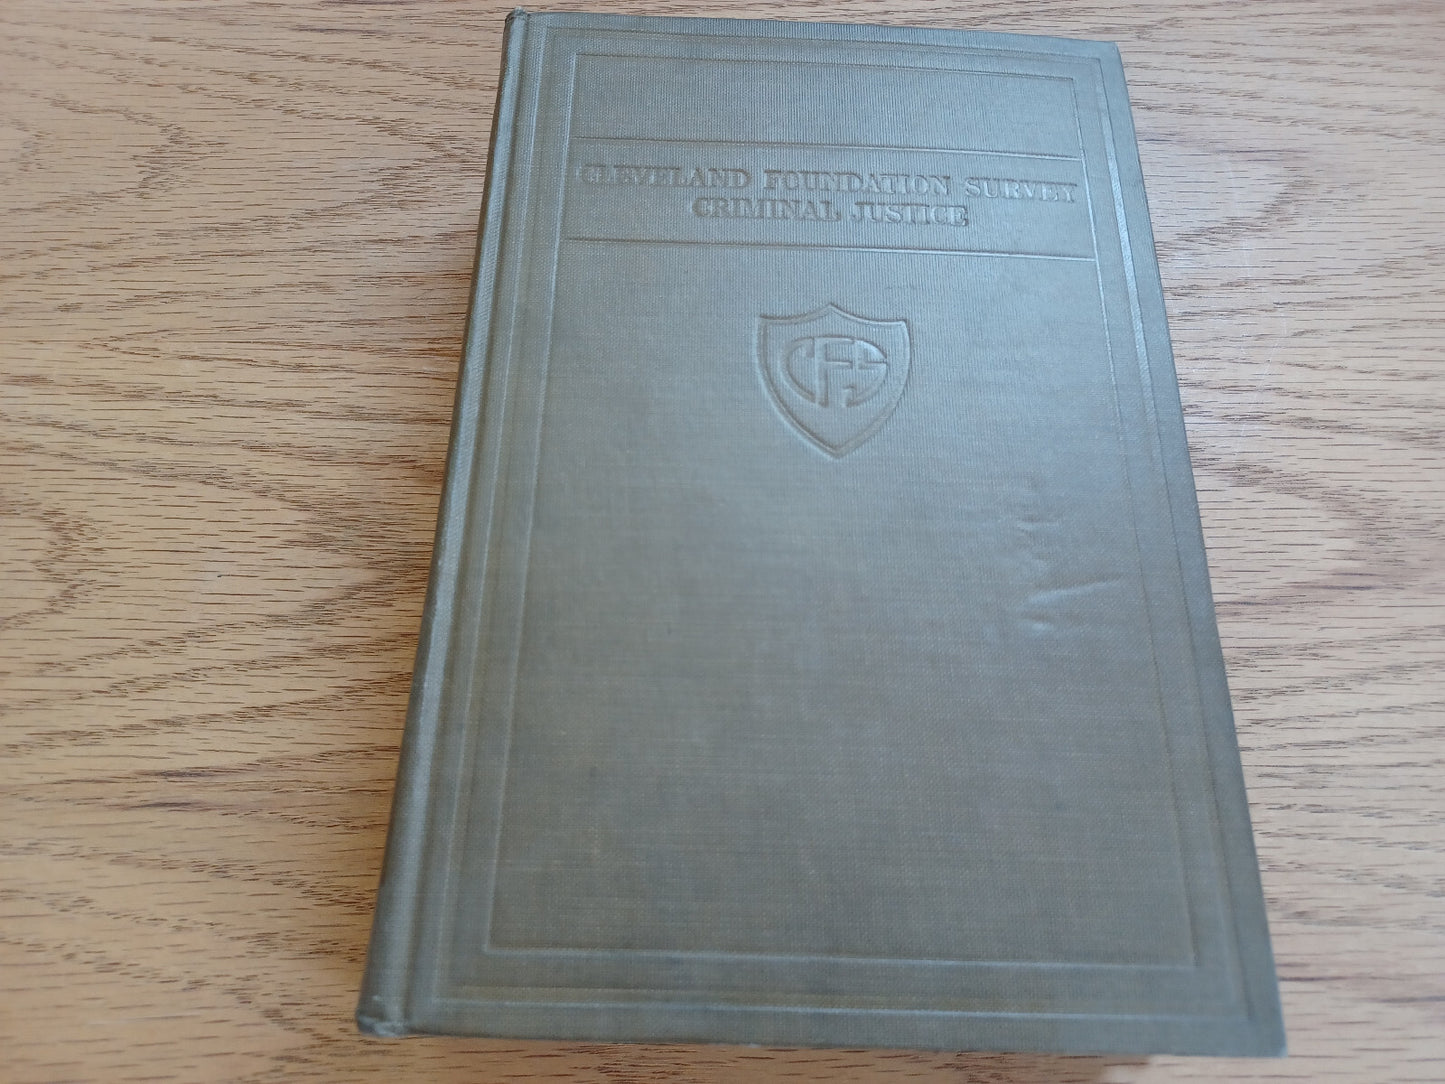 CLEVELAND FOUNDATION SURVEY
CRIMINAL JUSTICE
CFS